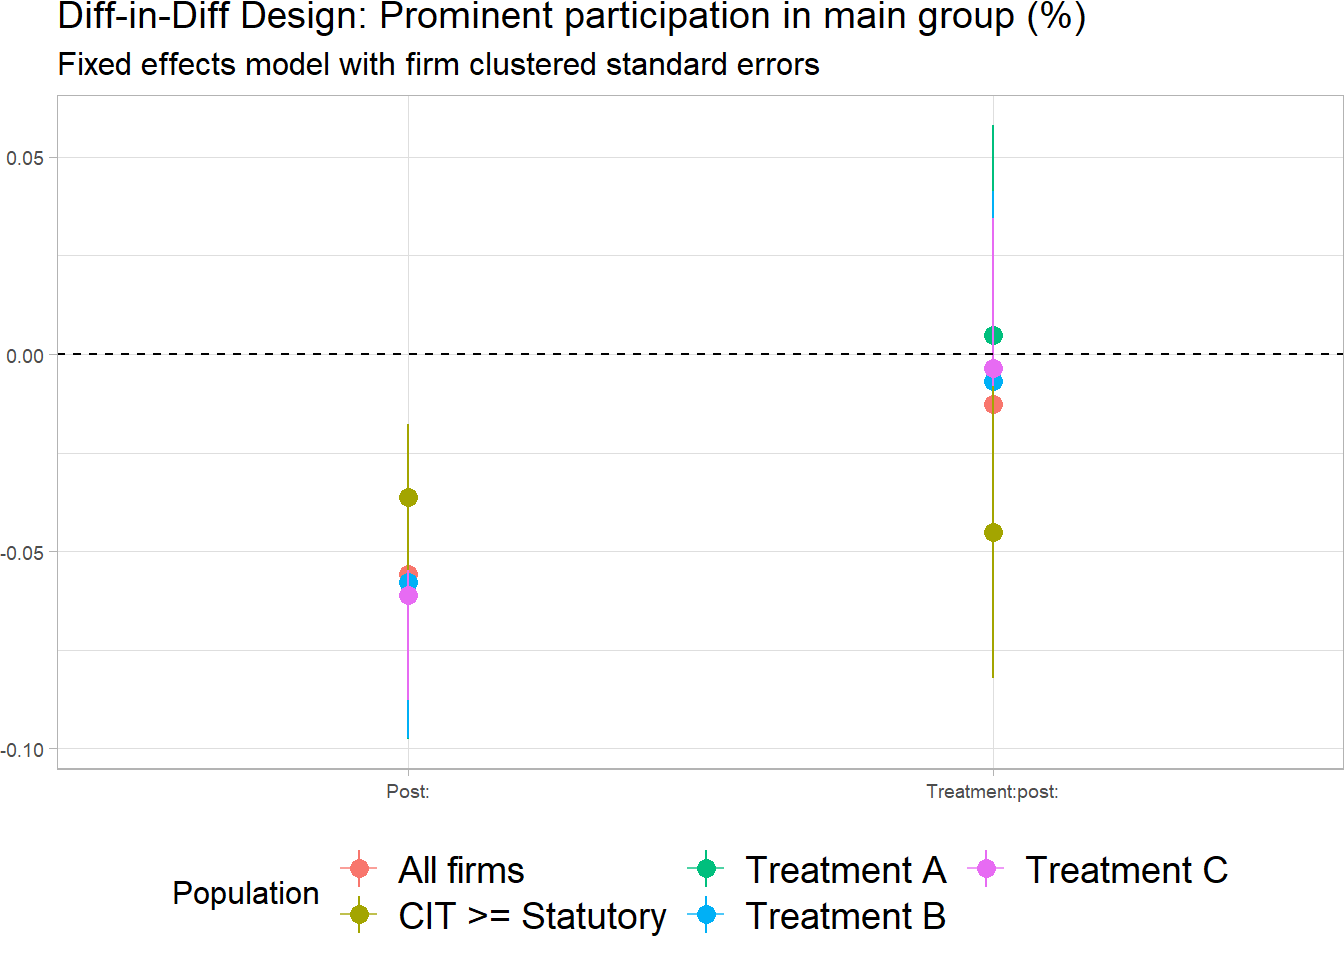 Diff-in-Diff Design: Prominent participation in main group (%)
Fixed effects model with firm clustered standard errors
0.05
0.00
-0.05
-0.10
Post:
Treatment:post:
Population
All firms
CIT >= Statutory
Treatment A
Treatment B
Treatment C